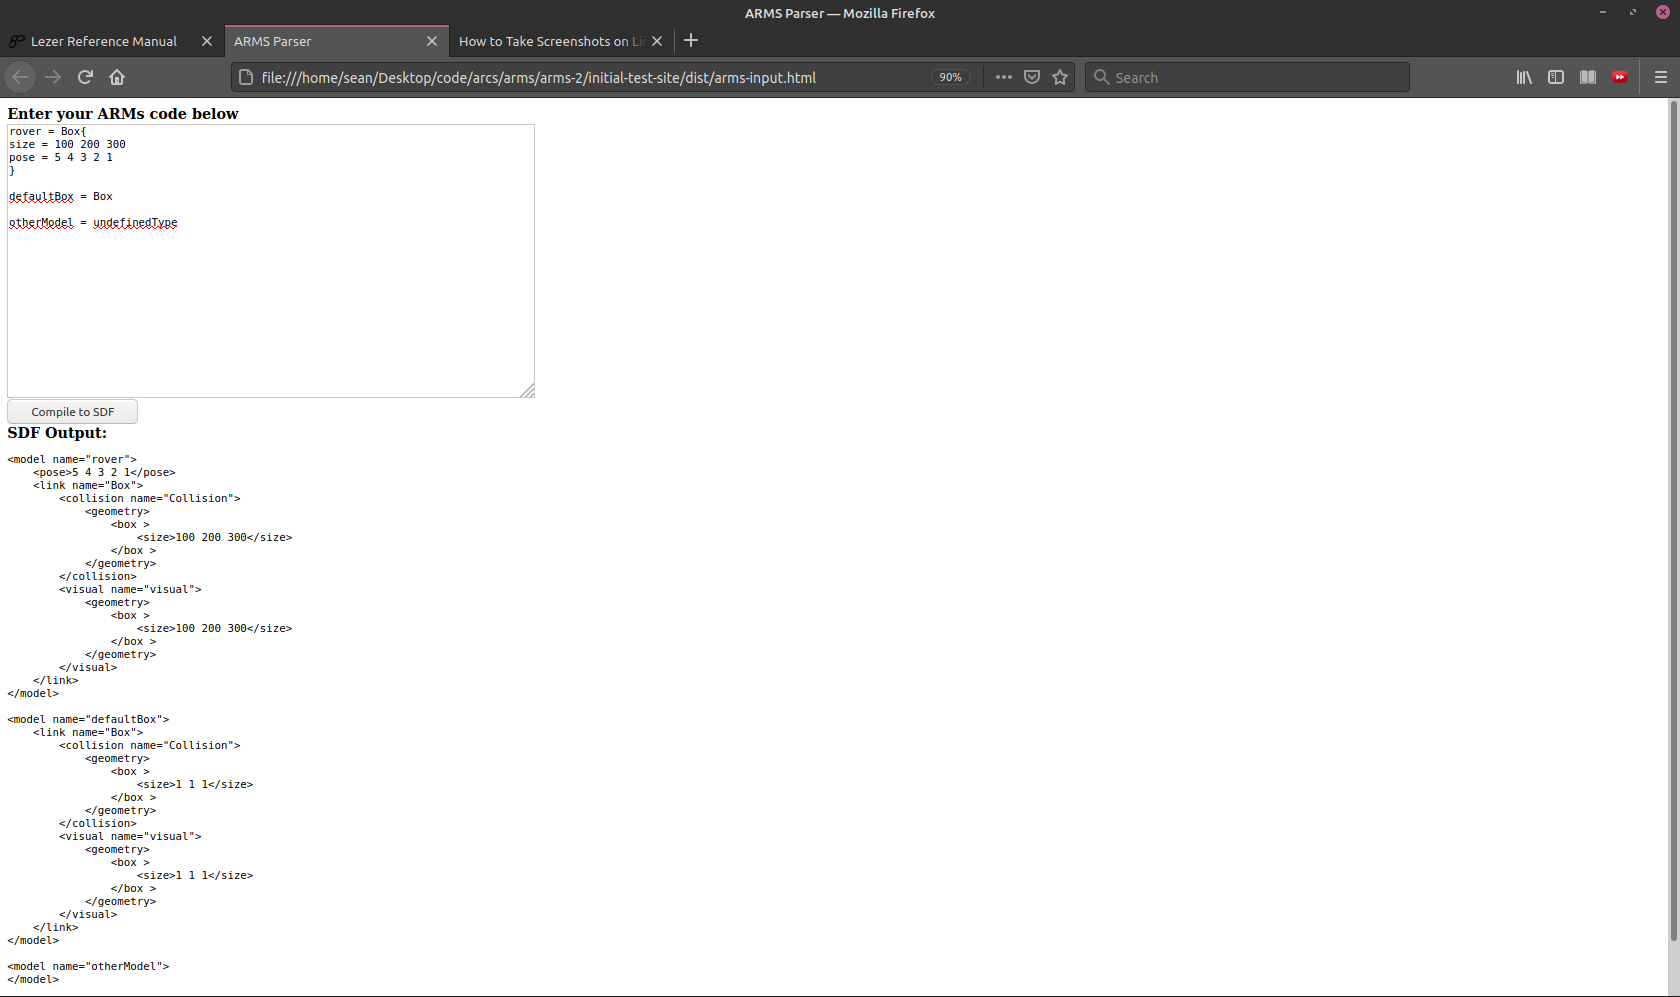 ARMS Parser — Mozilla Firefox
Lezer Reference Manual
ARMS Parser
How to Take Screenshots on Li
file:///home/sean/Desktop/code/arcs/arms/arms-2/initial-test-site/dist/arms-input.html
90%
Search
Enter your ARMs code below
rover = Box{
size = 100 200 300
pose = 5 4 3 2 1
}
defaultBox = Box
otherModel = undefinedType
Compile to SDF
SDF Output:
<model name="rover">
    <pose>5 4 3 2 1</pose>
    <link name="Box">
        <collision name="Collision">
            <geometry>
                <box >
                    <size>100 200 300</size>
                </box >
            </geometry>
        </collision>
        <visual name="visual">
            <geometry>
                <box >
                    <size>100 200 300</size>
                </box >
            </geometry>
        </visual>
    </link>
</model>
<model name="defaultBox">
    <link name="Box">
        <collision name="Collision">
            <geometry>
                <box >
                    <size>1 1 1</size>
                </box >
            </geometry>
        </collision>
        <visual name="visual">
            <geometry>
                <box >
                    <size>1 1 1</size>
                </box >
            </geometry>
        </visual>
    </link>
</model>
<model name="otherModel">
</model>